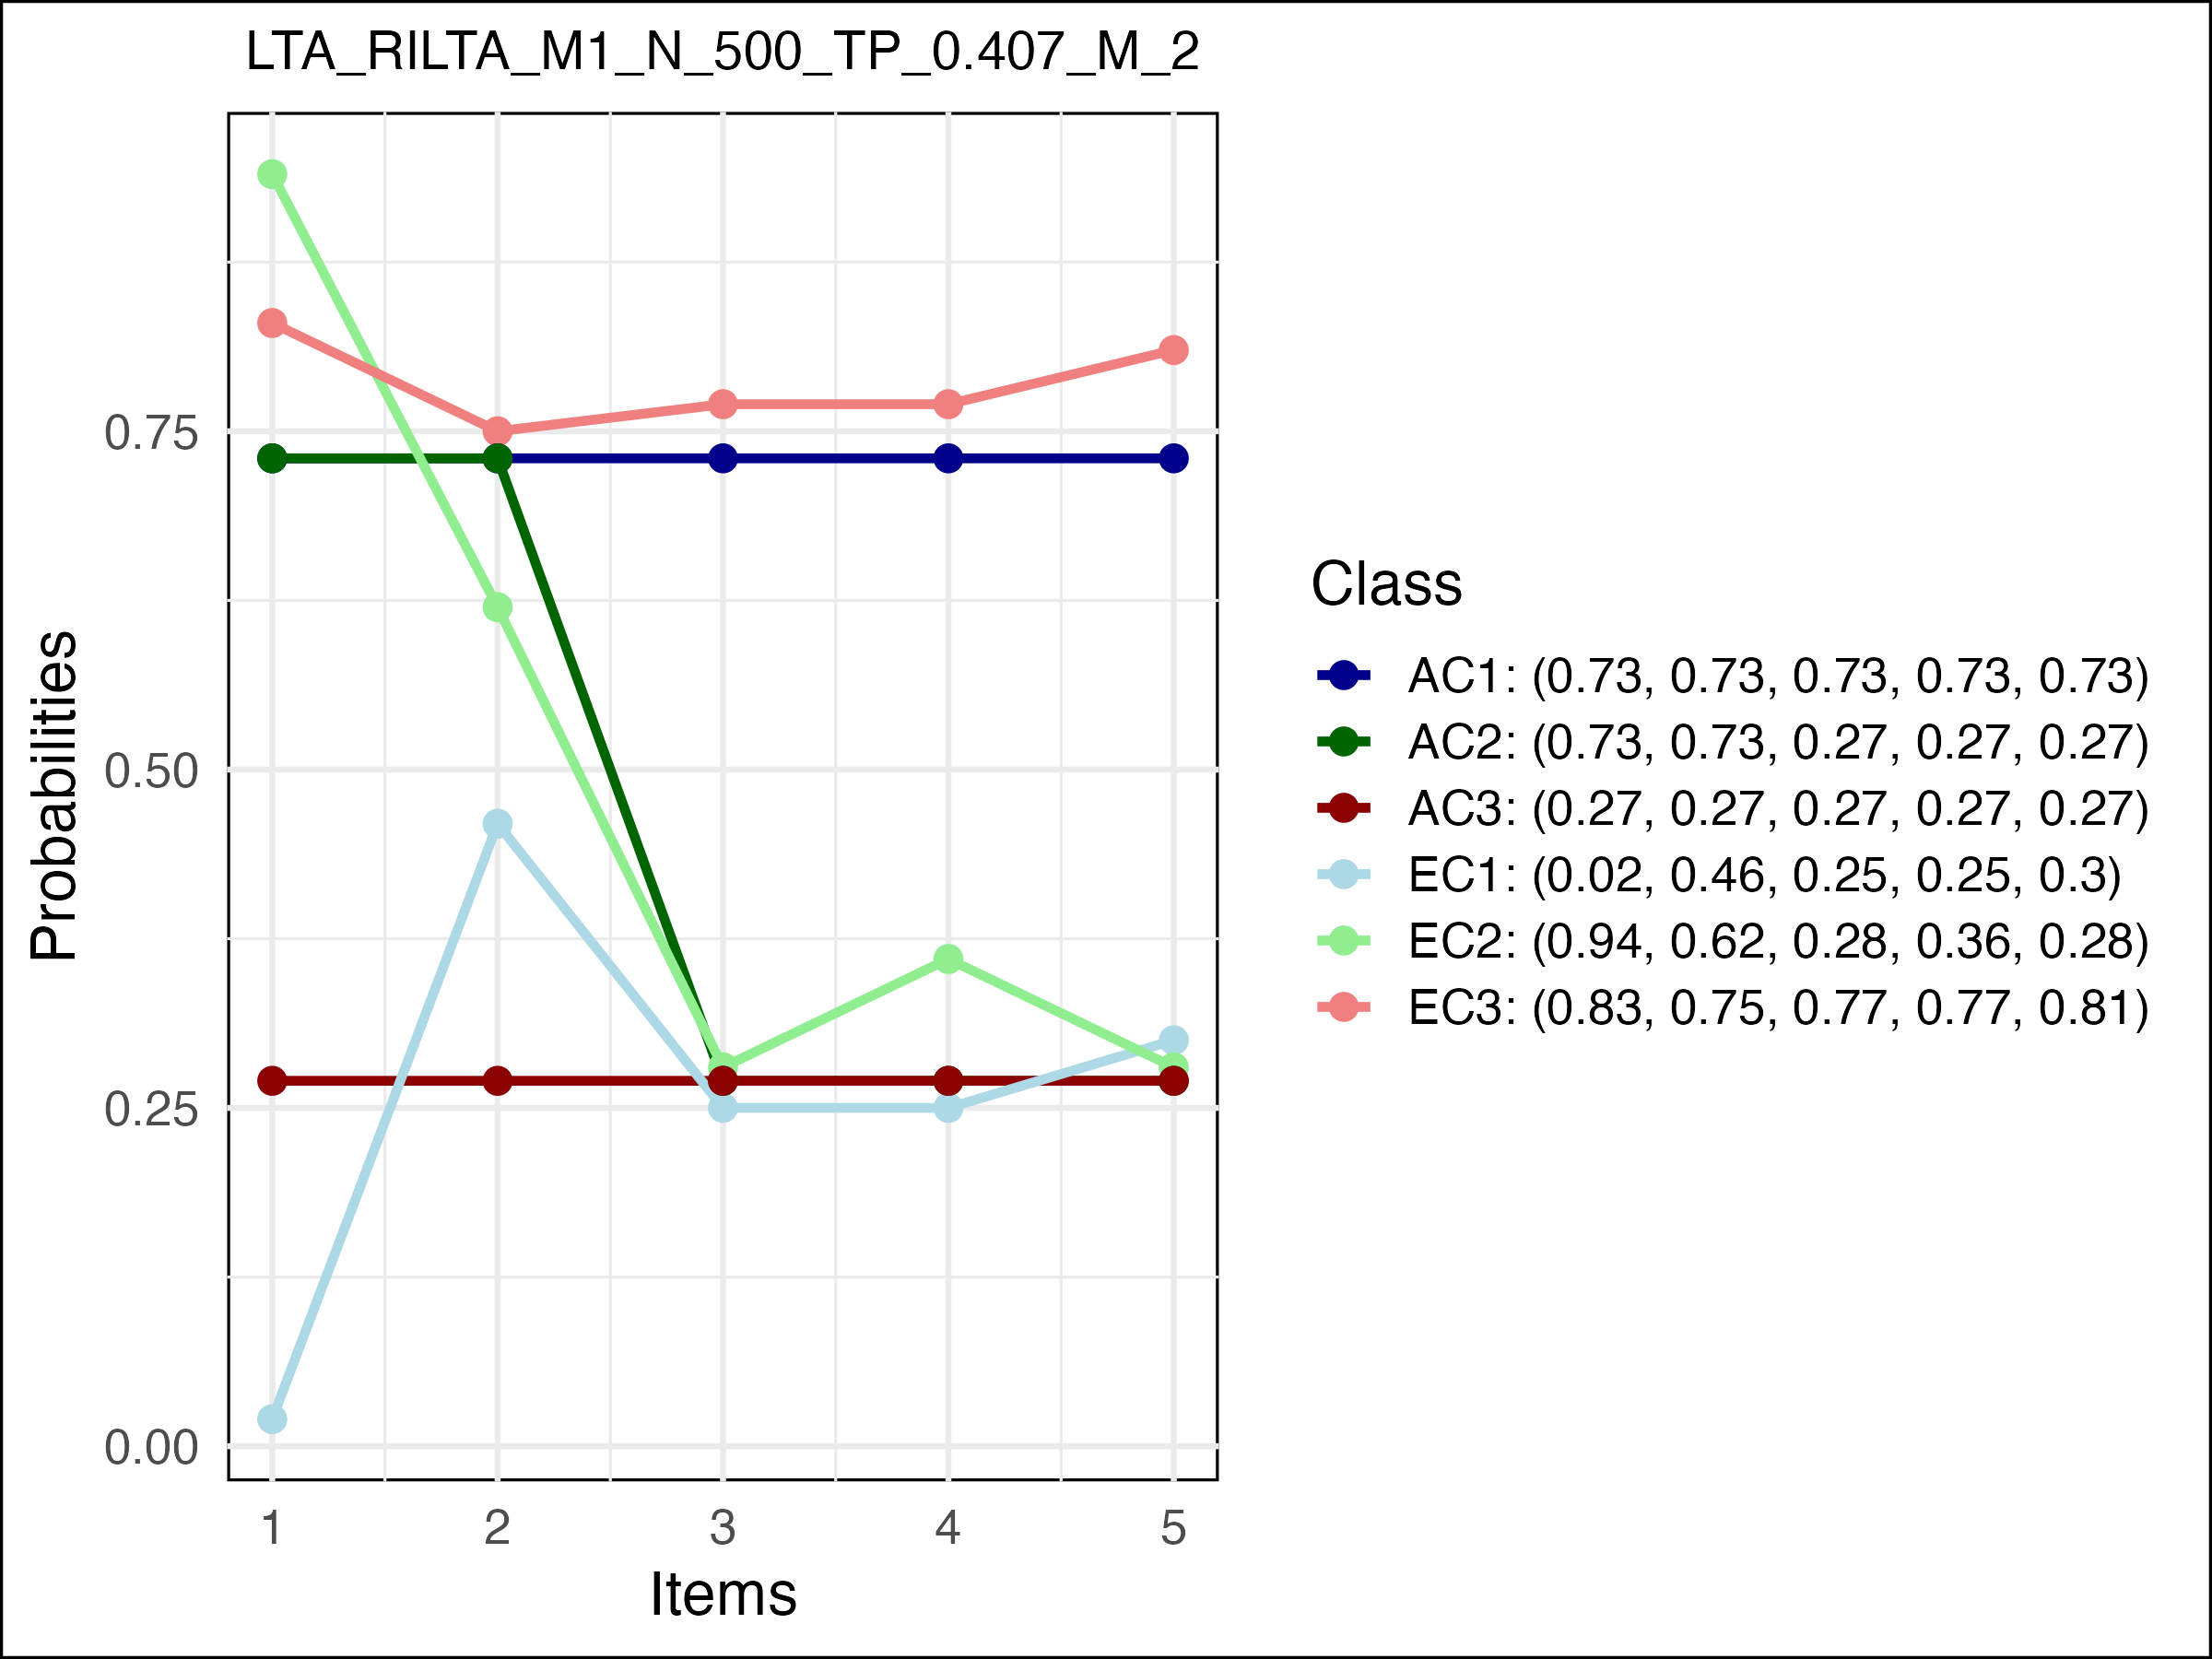 LTA_RILTA_M1_N_500_TP_0.407_M_2
Probabilities
0.75
0.50
0.25
0.00
1 2 3 4 5
Items
Class
AC1: (0.73, 0.73, 0.73, 0.73, 0.73)
AC2: (0.73, 0.73, 0.27, 0.27, 0.27)
AC3: (0.27, 0.27, 0.27, 0.27, 0.27)
EC1: (0.02, 0.46, 0.25, 0.25, 0.3)
EC2: (0.94, 0.62, 0.28, 0.36, 0.28)
EC3: (0.83, 0.75, 0.77, 0.77, 0.81)